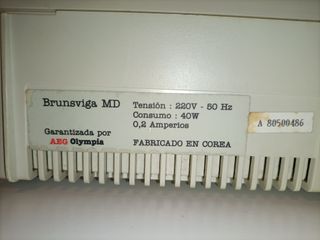 Brunsviga MD
Tensión : 220V - 50 Hz
Consumo : 40W
0,2 Amperios
Garantizada por
AEG Olympia
FABRICADO EN COREA
A 80500486